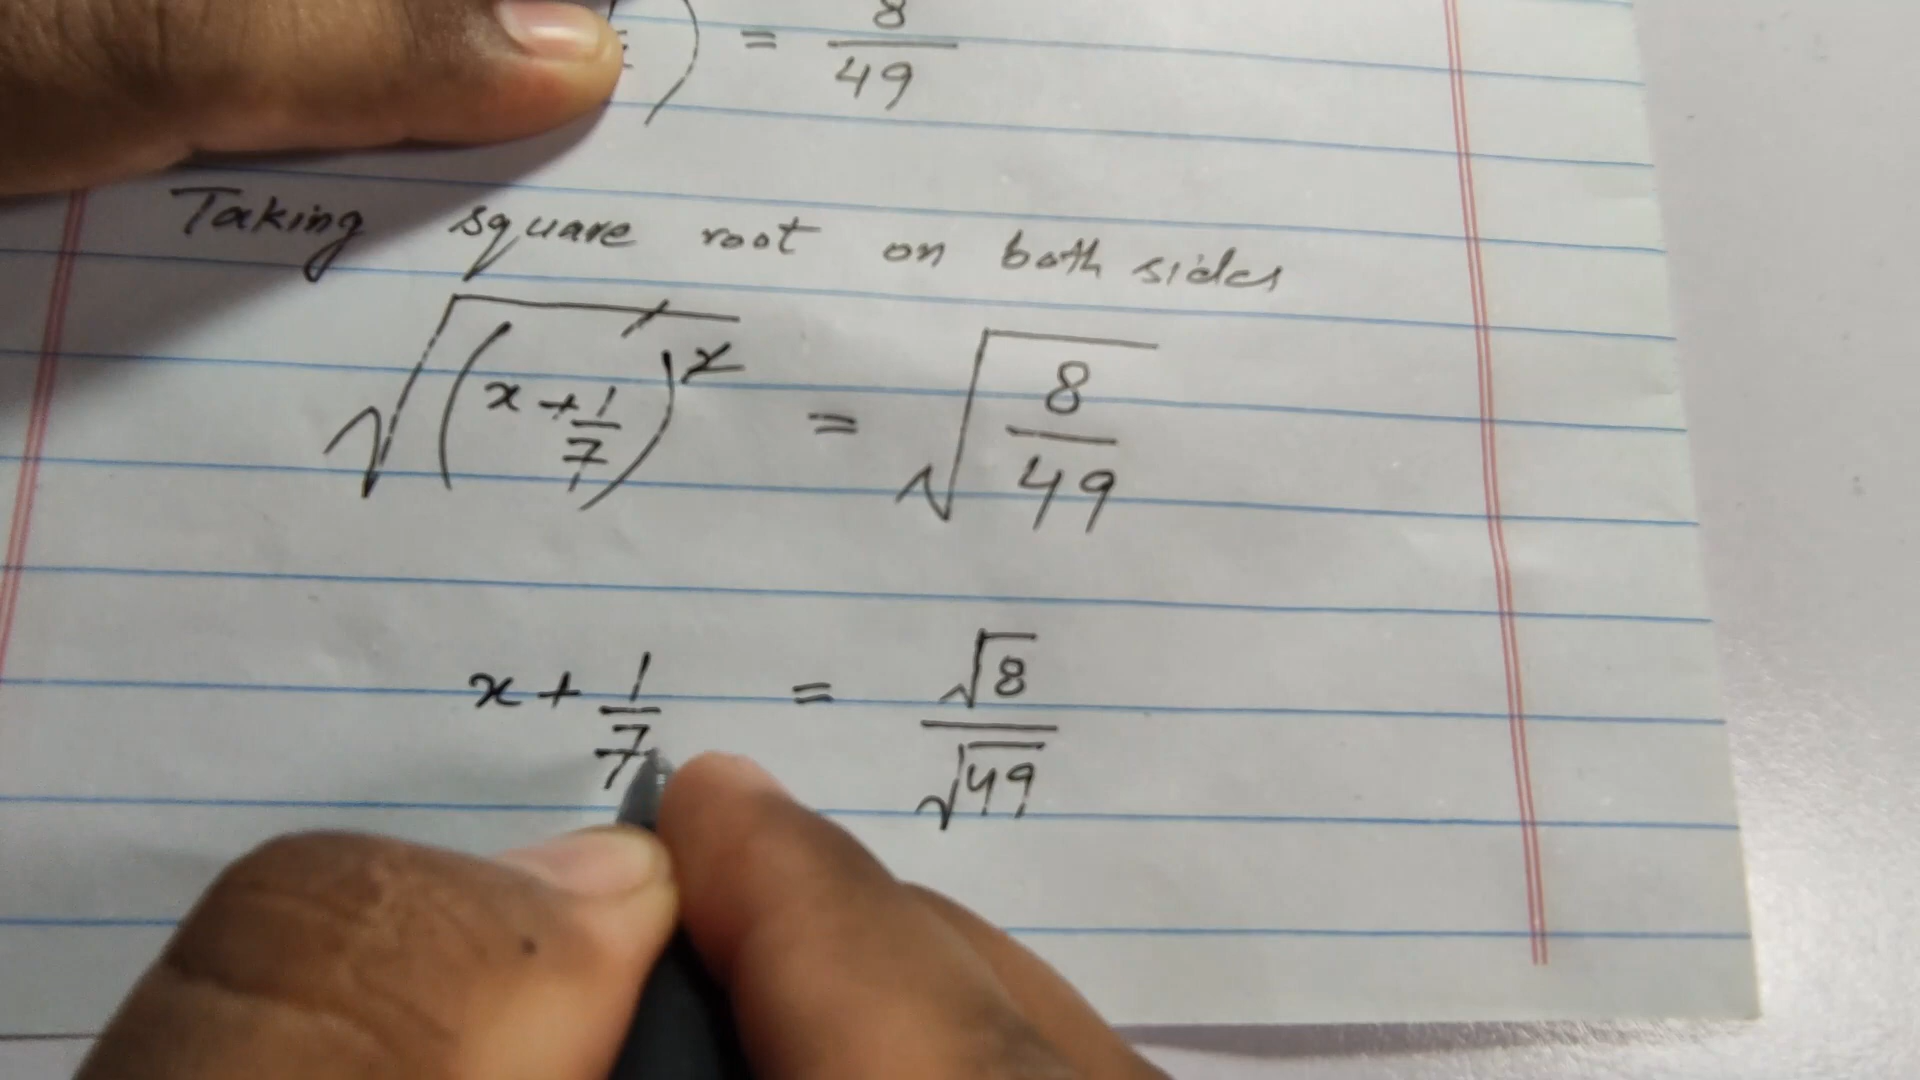 ) = 8/49
Taking square root on both sides
√(x + 1/7)² = √8/49
x + 1/7 = √8/√49